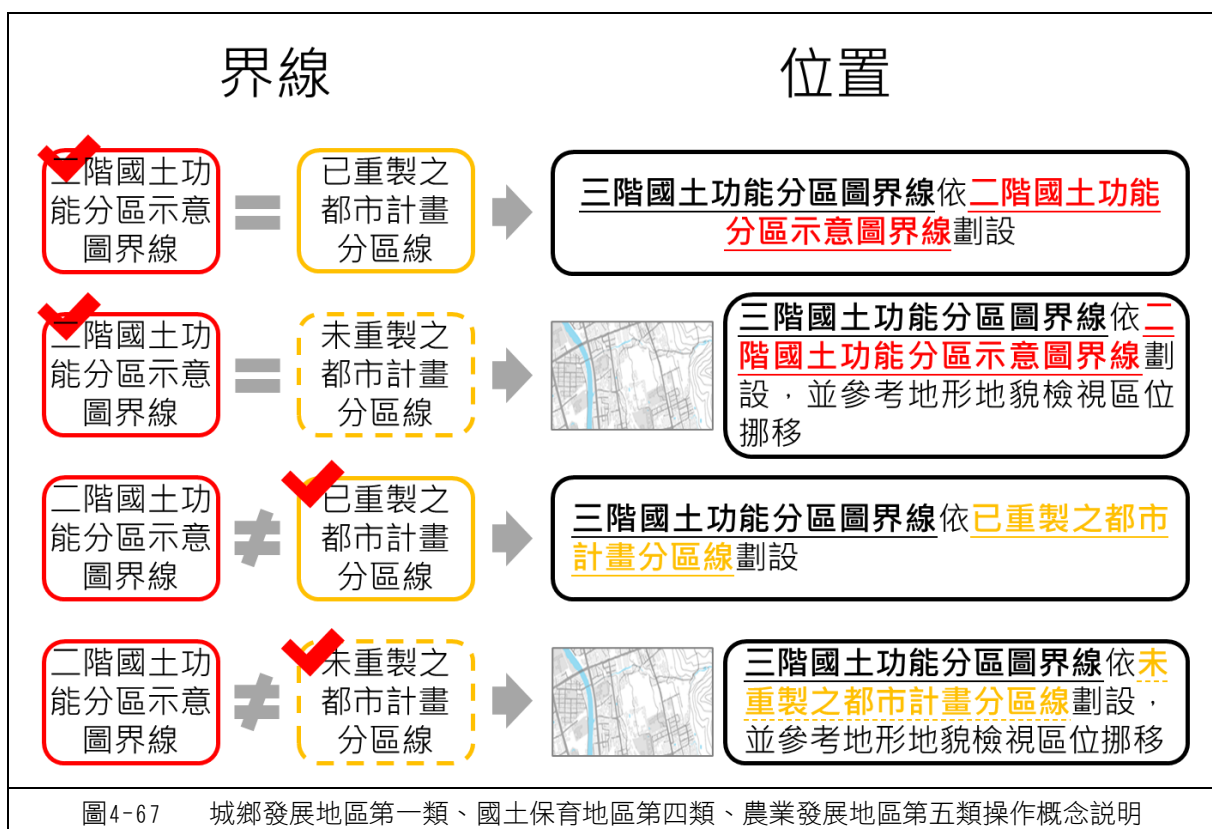 界線
位置
二階國土功
能分區示意
圖界線
已重製之
都市計畫
分區線
三階國土功能分區圖界線依二階國土功能
分區示意圖界線劃設
二階國土功
能分區示意
圖界線
未重製之
都市計畫
分區線
三階國土功能分區圖界線依二
階國土功能分區示意圖界線劃
設，並參考地形地貌檢視區位
挪移
二階國土功
能分區示意
圖界線
已重製之
都市計畫
分區線
三階國土功能分區圖界線依已重製之都市
計畫分區線劃設
二階國土功
能分區示意
圖界線
未重製之
都市計畫
分區線
三階國土功能分區圖界線依未
重製之都市計畫分區線劃設，
並參考地形地貌檢視區位挪移
圖4-67 城鄉發展地區第一類、國土保育地區第四類、農業發展地區第五類操作概念說明